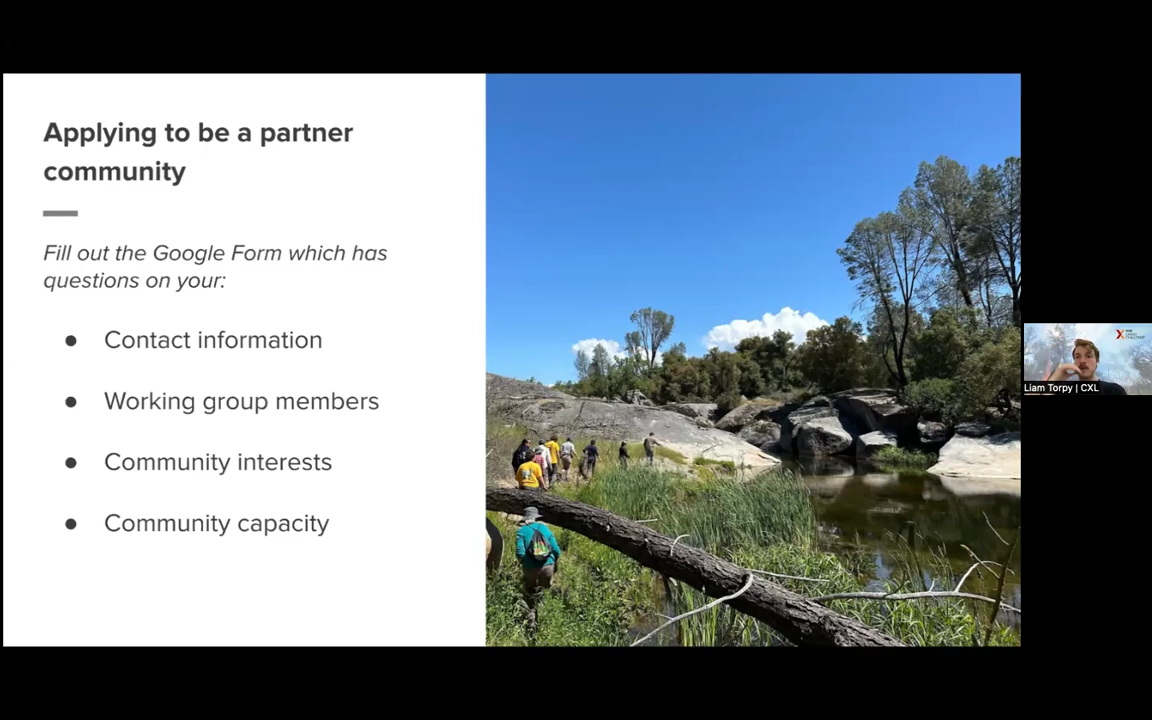 Applying to be a partner
community
Fill out the Google Form which has
questions on your:
● Contact information
● Working group members
● Community interests
● Community capacity
Liam Torpy | CXL